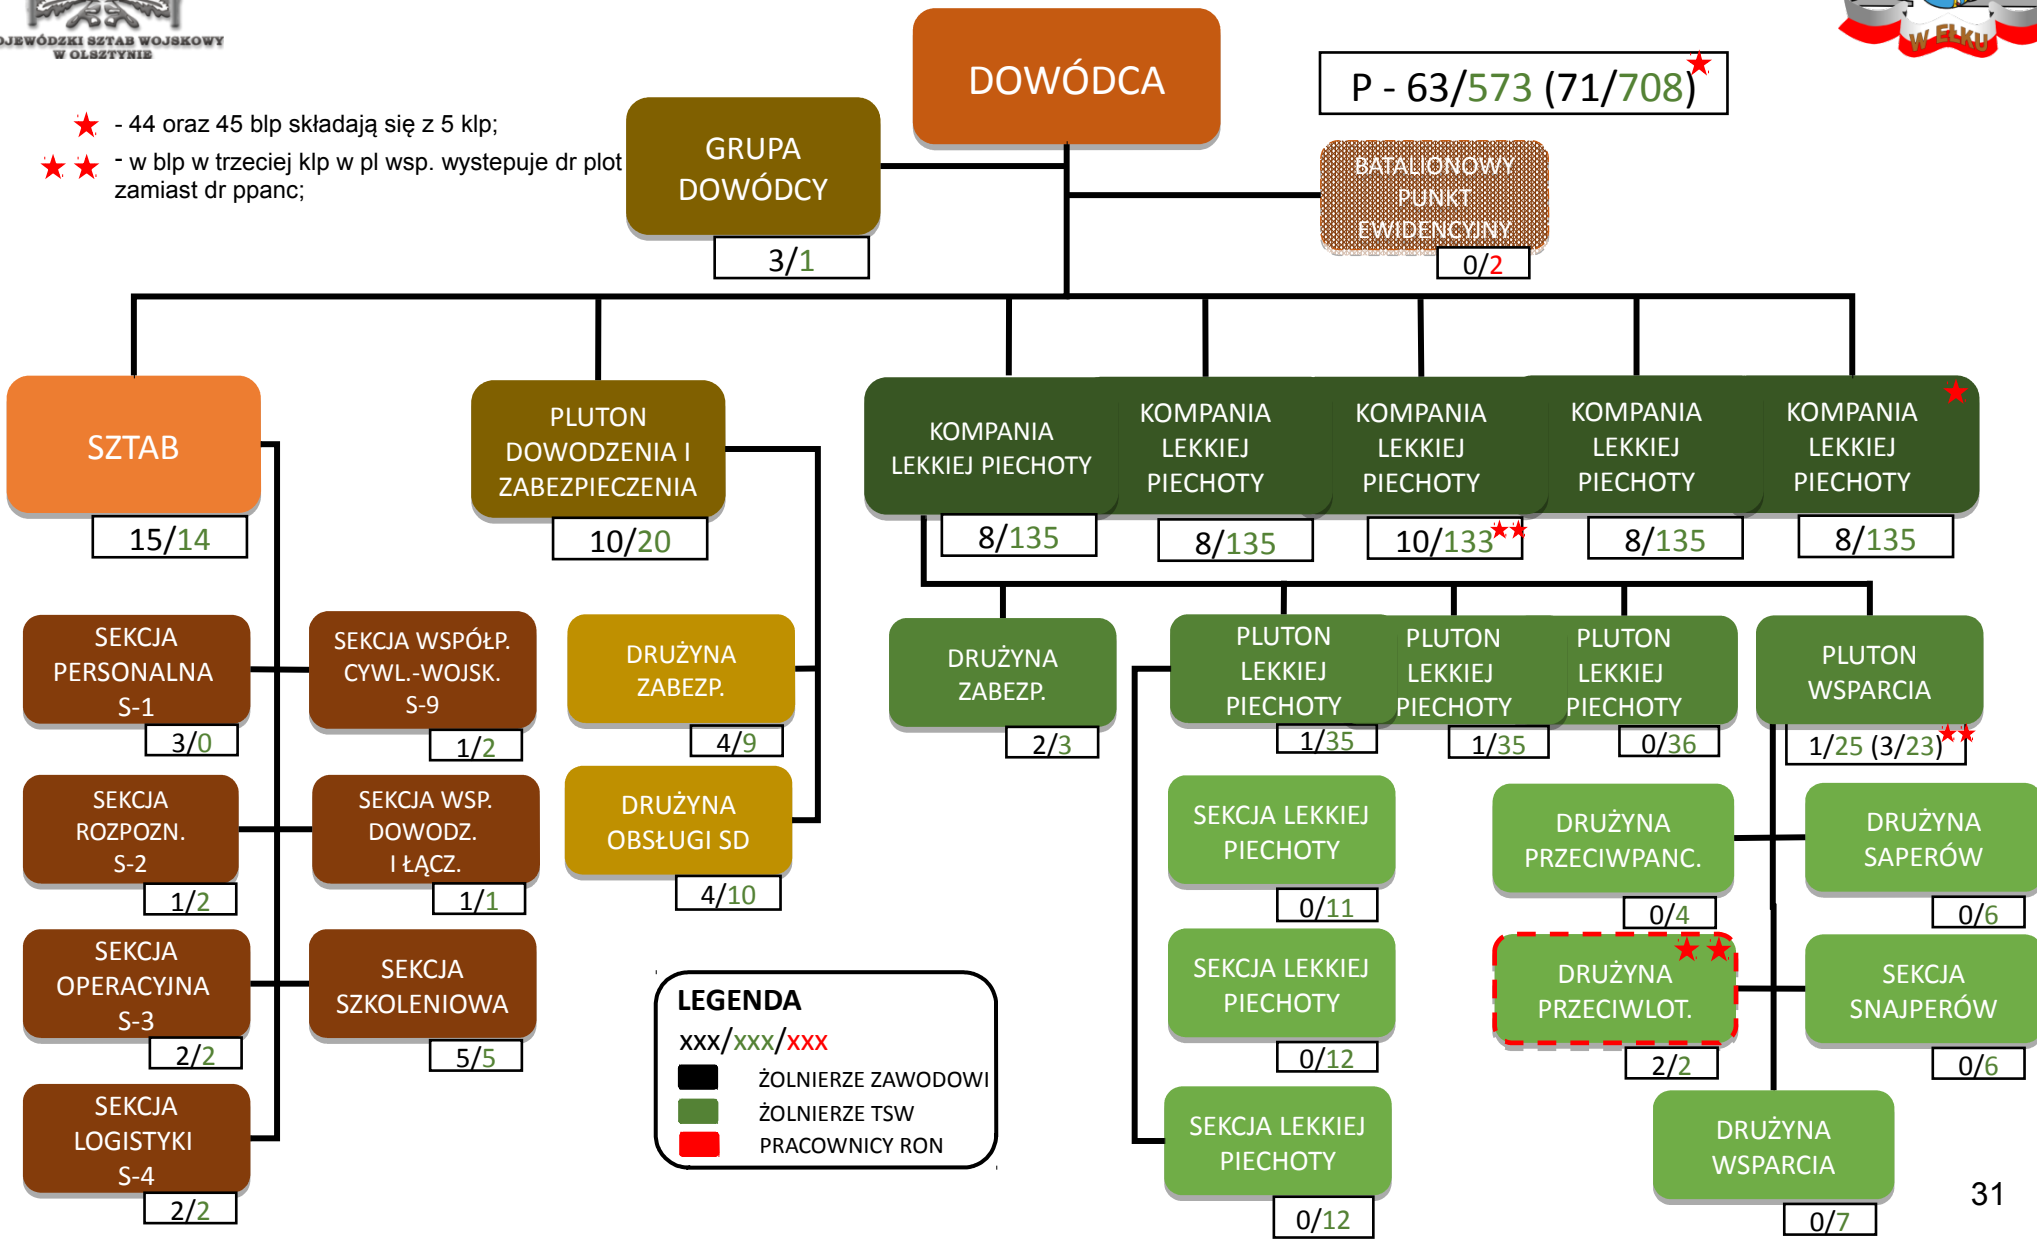 OJEWÓDZKI SZTAB WOJSKOWY
W OLSZTYNIE
W EŁKU
DOWÓDCA
P - 63/573 (71/708)
- 44 oraz 45 blp składają się z 5 klp;
- w blp w trzeciej klp w pl wsp. wystepuje dr plot
zamiast dr ppanc;
GRUPA
DOWÓDCY
3/1
BATALIONOWY
PUNKT
EWIDENCYJNY
0/2
SZTAB
15/14
PLUTON
DOWODZENIA I
ZABEZPIECZENIA
10/20
KOMPANIA
LEKKIEJ PIECHOTY
8/135
KOMPANIA
LEKKIEJ
PIECHOTY
8/135
KOMPANIA
LEKKIEJ
PIECHOTY
10/133
KOMPANIA
LEKKIEJ
PIECHOTY
8/135
KOMPANIA
LEKKIEJ
PIECHOTY
8/135
SEKCJA
PERSONALNA
S-1
3/0
SEKCJA WSPÓŁP.
CYWL.-WOJSK.
S-9
1/2
DRUŻYNA
ZABEZP.
4/9
DRUŻYNA
ZABEZP.
2/3
PLUTON
LEKKIEJ
PIECHOTY
1/35
PLUTON
LEKKIEJ
PIECHOTY
1/35
PLUTON
LEKKIEJ
PIECHOTY
0/36
PLUTON
WSPARCIA
1/25 (3/23)
SEKCJA
ROZPOZN.
S-2
1/2
SEKCJA WSP.
DOWODZ.
I ŁĄCZ.
1/1
DRUŻYNA
OBSŁUGI SD
4/10
SEKCJA LEKKIEJ
PIECHOTY
0/11
DRUŻYNA
PRZECIWPANC.
0/4
DRUŻYNA
SAPERÓW
0/6
SEKCJA
OPERACYJNA
S-3
2/2
SEKCJA
SZKOLENIOWA
5/5
SEKCJA LEKKIEJ
PIECHOTY
0/12
DRUŻYNA
PRZECIWLOT.
2/2
SEKCJA
SNAJPERÓW
0/6
SEKCJA
LOGISTYKI
S-4
2/2
LEGENDA
xxx/xxx/xxx
ŻOLNIERZE ZAWODOWI
ŻOLNIERZE TSW
PRACOWNICY RON
SEKCJA LEKKIEJ
PIECHOTY
0/12
DRUŻYNA
WSPARCIA
0/7
31